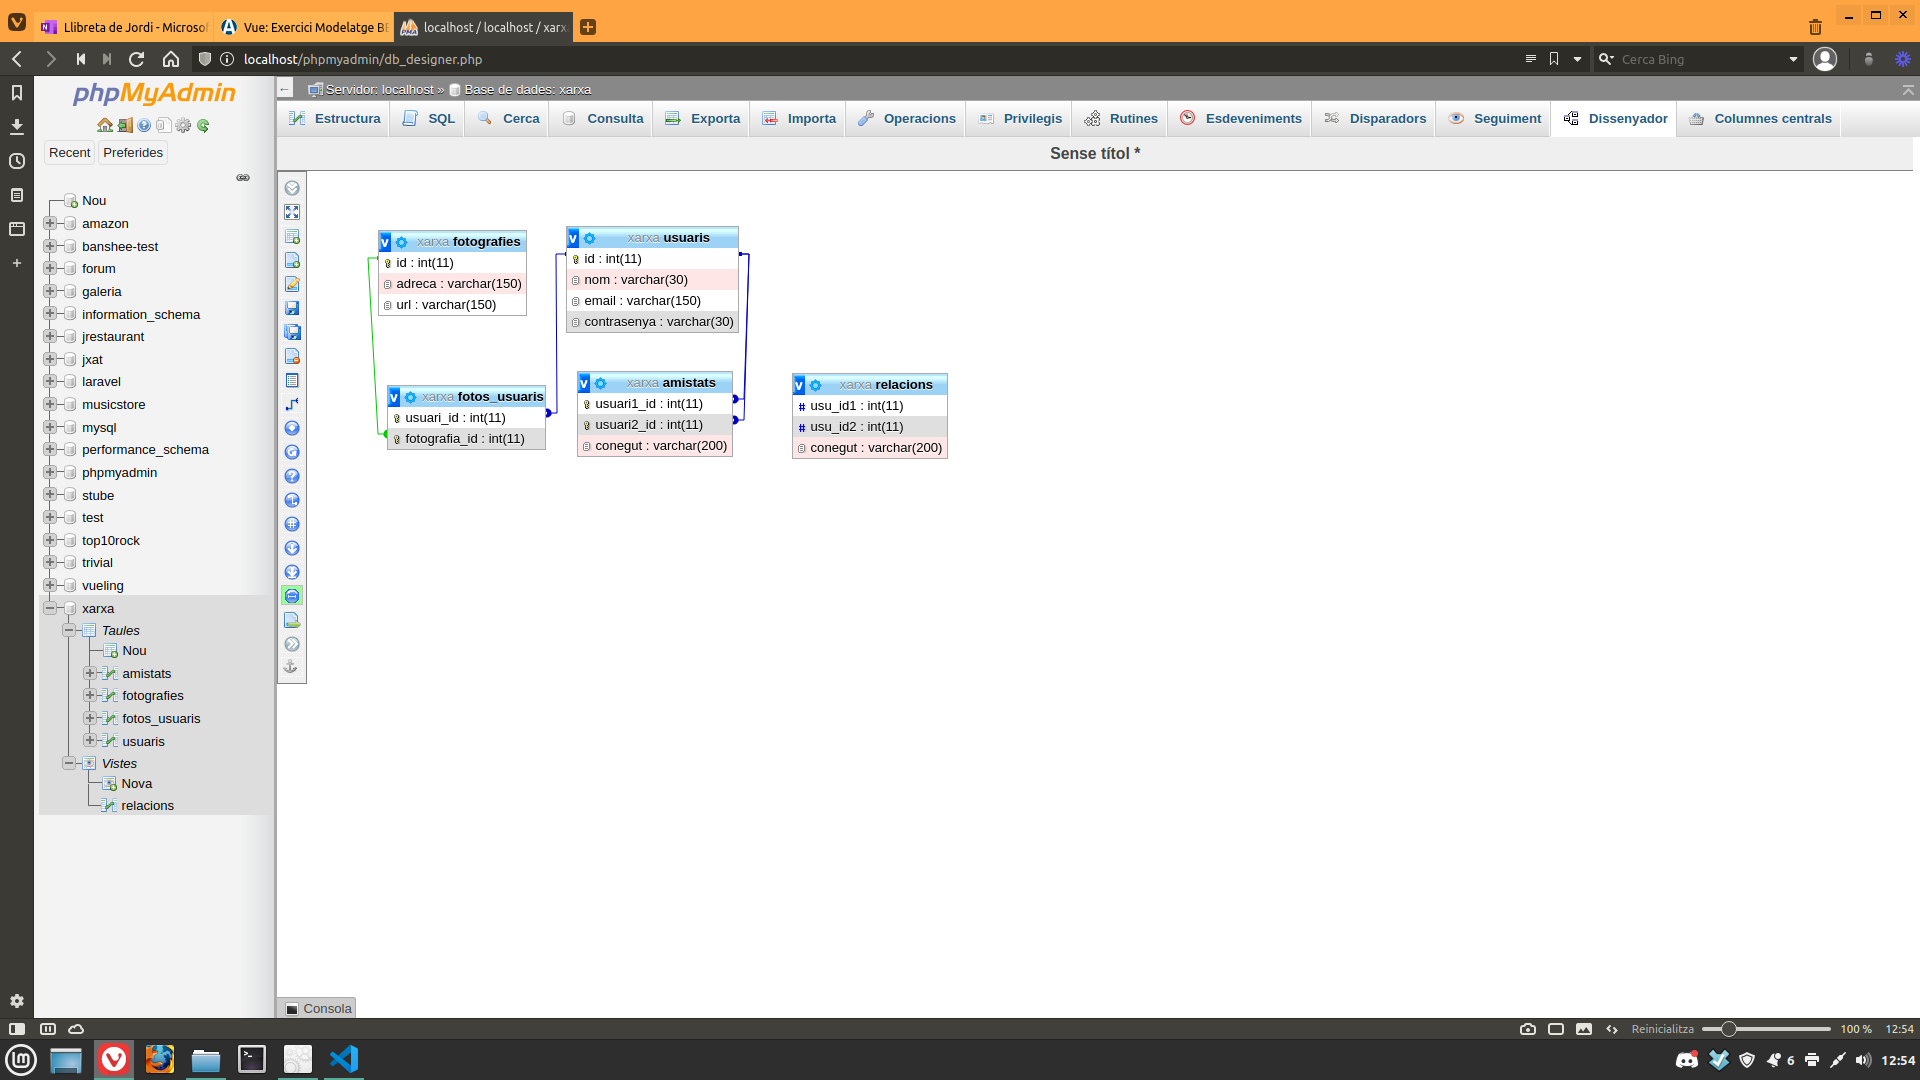 Llibreta de Jordi - Microsof
Vue: Exercici Modelatge BD
localhost / localhost / xarx
localhost/phpmyadmin/db_designer.php
Cerca Bing
phpMyAdmin
Recent
Preferides
Nou
amazon
banshee-test
forum
galeria
information_schema
jrestaurant
jxat
laravel
musicstore
mysql
performance_schema
phpmyadmin
stube
test
top10rock
trivial
vueling
xarxa
Taules
Nou
amistats
fotografies
fotos_usuaris
usuaris
Vistes
Nova
relacions
Servidor: localhost » Base de dades: xarxa
Estructura
SQL
Cerca
Consulta
Exporta
Importa
Operacions
Privilegis
Rutines
Esdeveniments
Disparadors
Seguiment
Dissenyador
Columnes centrals
Sense títol *
v xarxa fotografies
id : int(11)
adreca : varchar(150)
url : varchar(150)
v xarxa usuaris
id : int(11)
nom : varchar(30)
email : varchar(150)
contrasenya : varchar(30)
v xarxa fotos_usuaris
usuari_id : int(11)
fotografia_id : int(11)
v xarxa amistats
usuari1_id : int(11)
usuari2_id : int(11)
conegut : varchar(200)
v xarxa relacions
# usu_id1 : int(11)
# usu_id2 : int(11)
conegut : varchar(200)
Consola
Reinicialitza
100 %
12:54
6
12:54